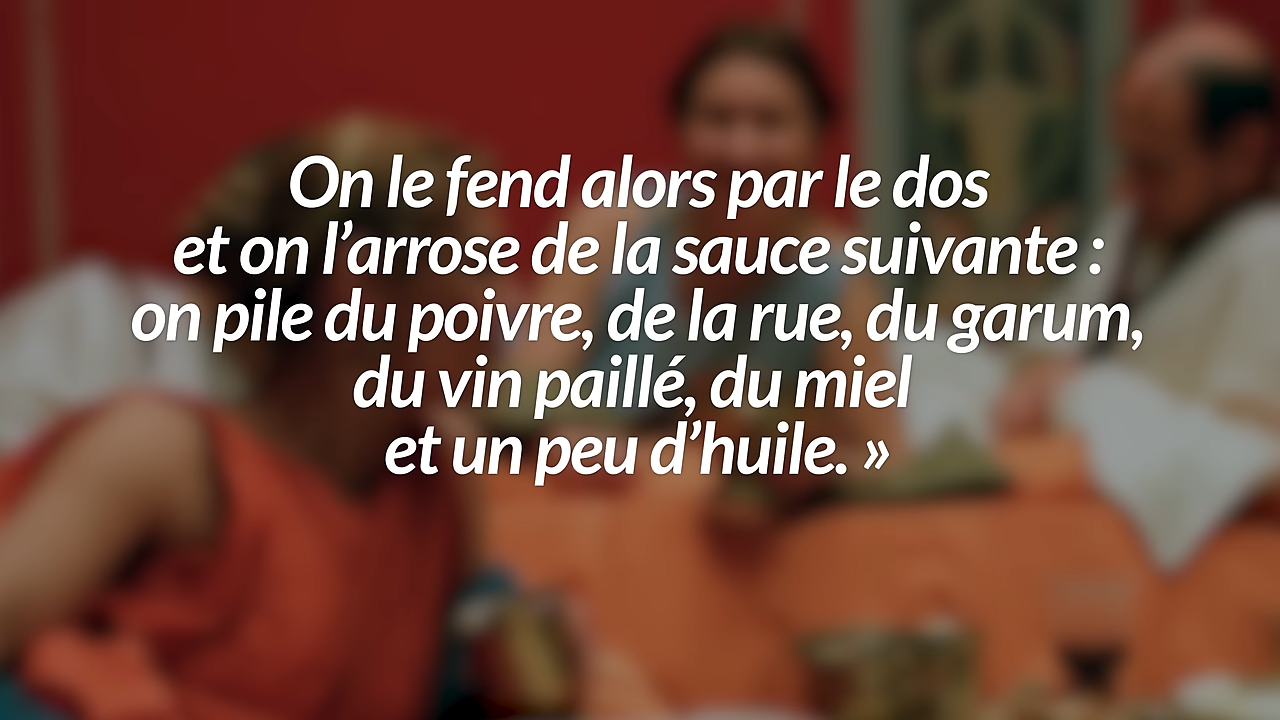 On le fend alors par le dos
et on l’arrose de la sauce suivante :
on pile du poivre, de la rue, du garum,
du vin paillé, du miel
et un peu d’huile. »